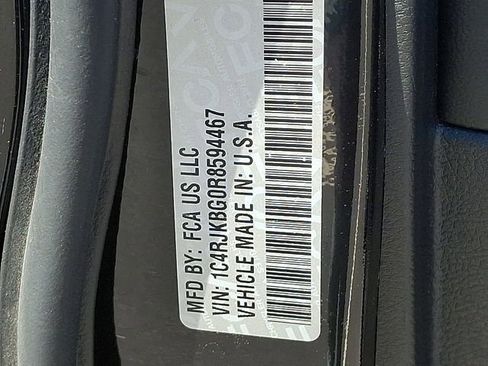 MFD BY: FCA US LLC
VIN: 1C4RJKBG0R8594467
VEHICLE MADE IN: U.S.A.